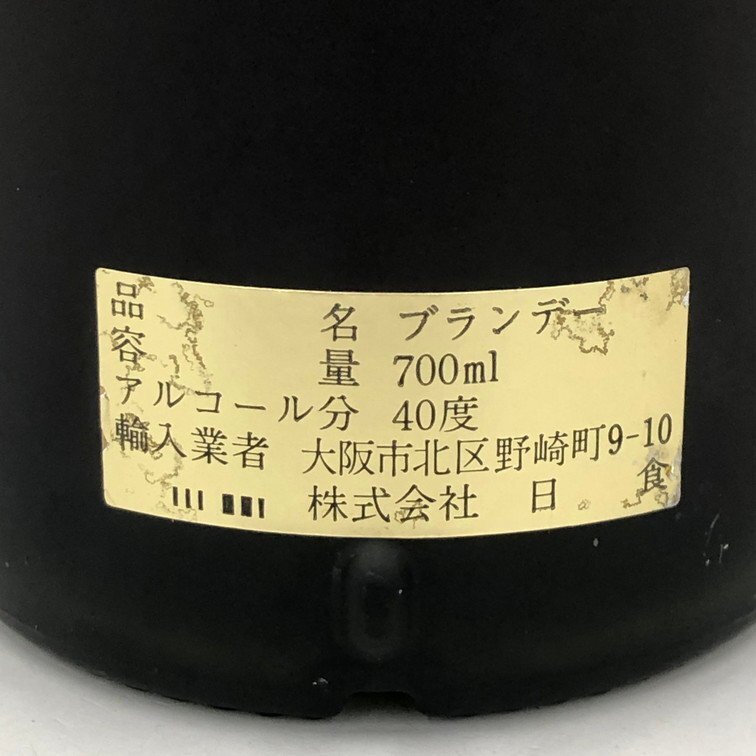 品名 ブランデー
容量 700ml
アルコール分 40度
輸入業者 大阪市北区野崎町9-10
株式会社 日食